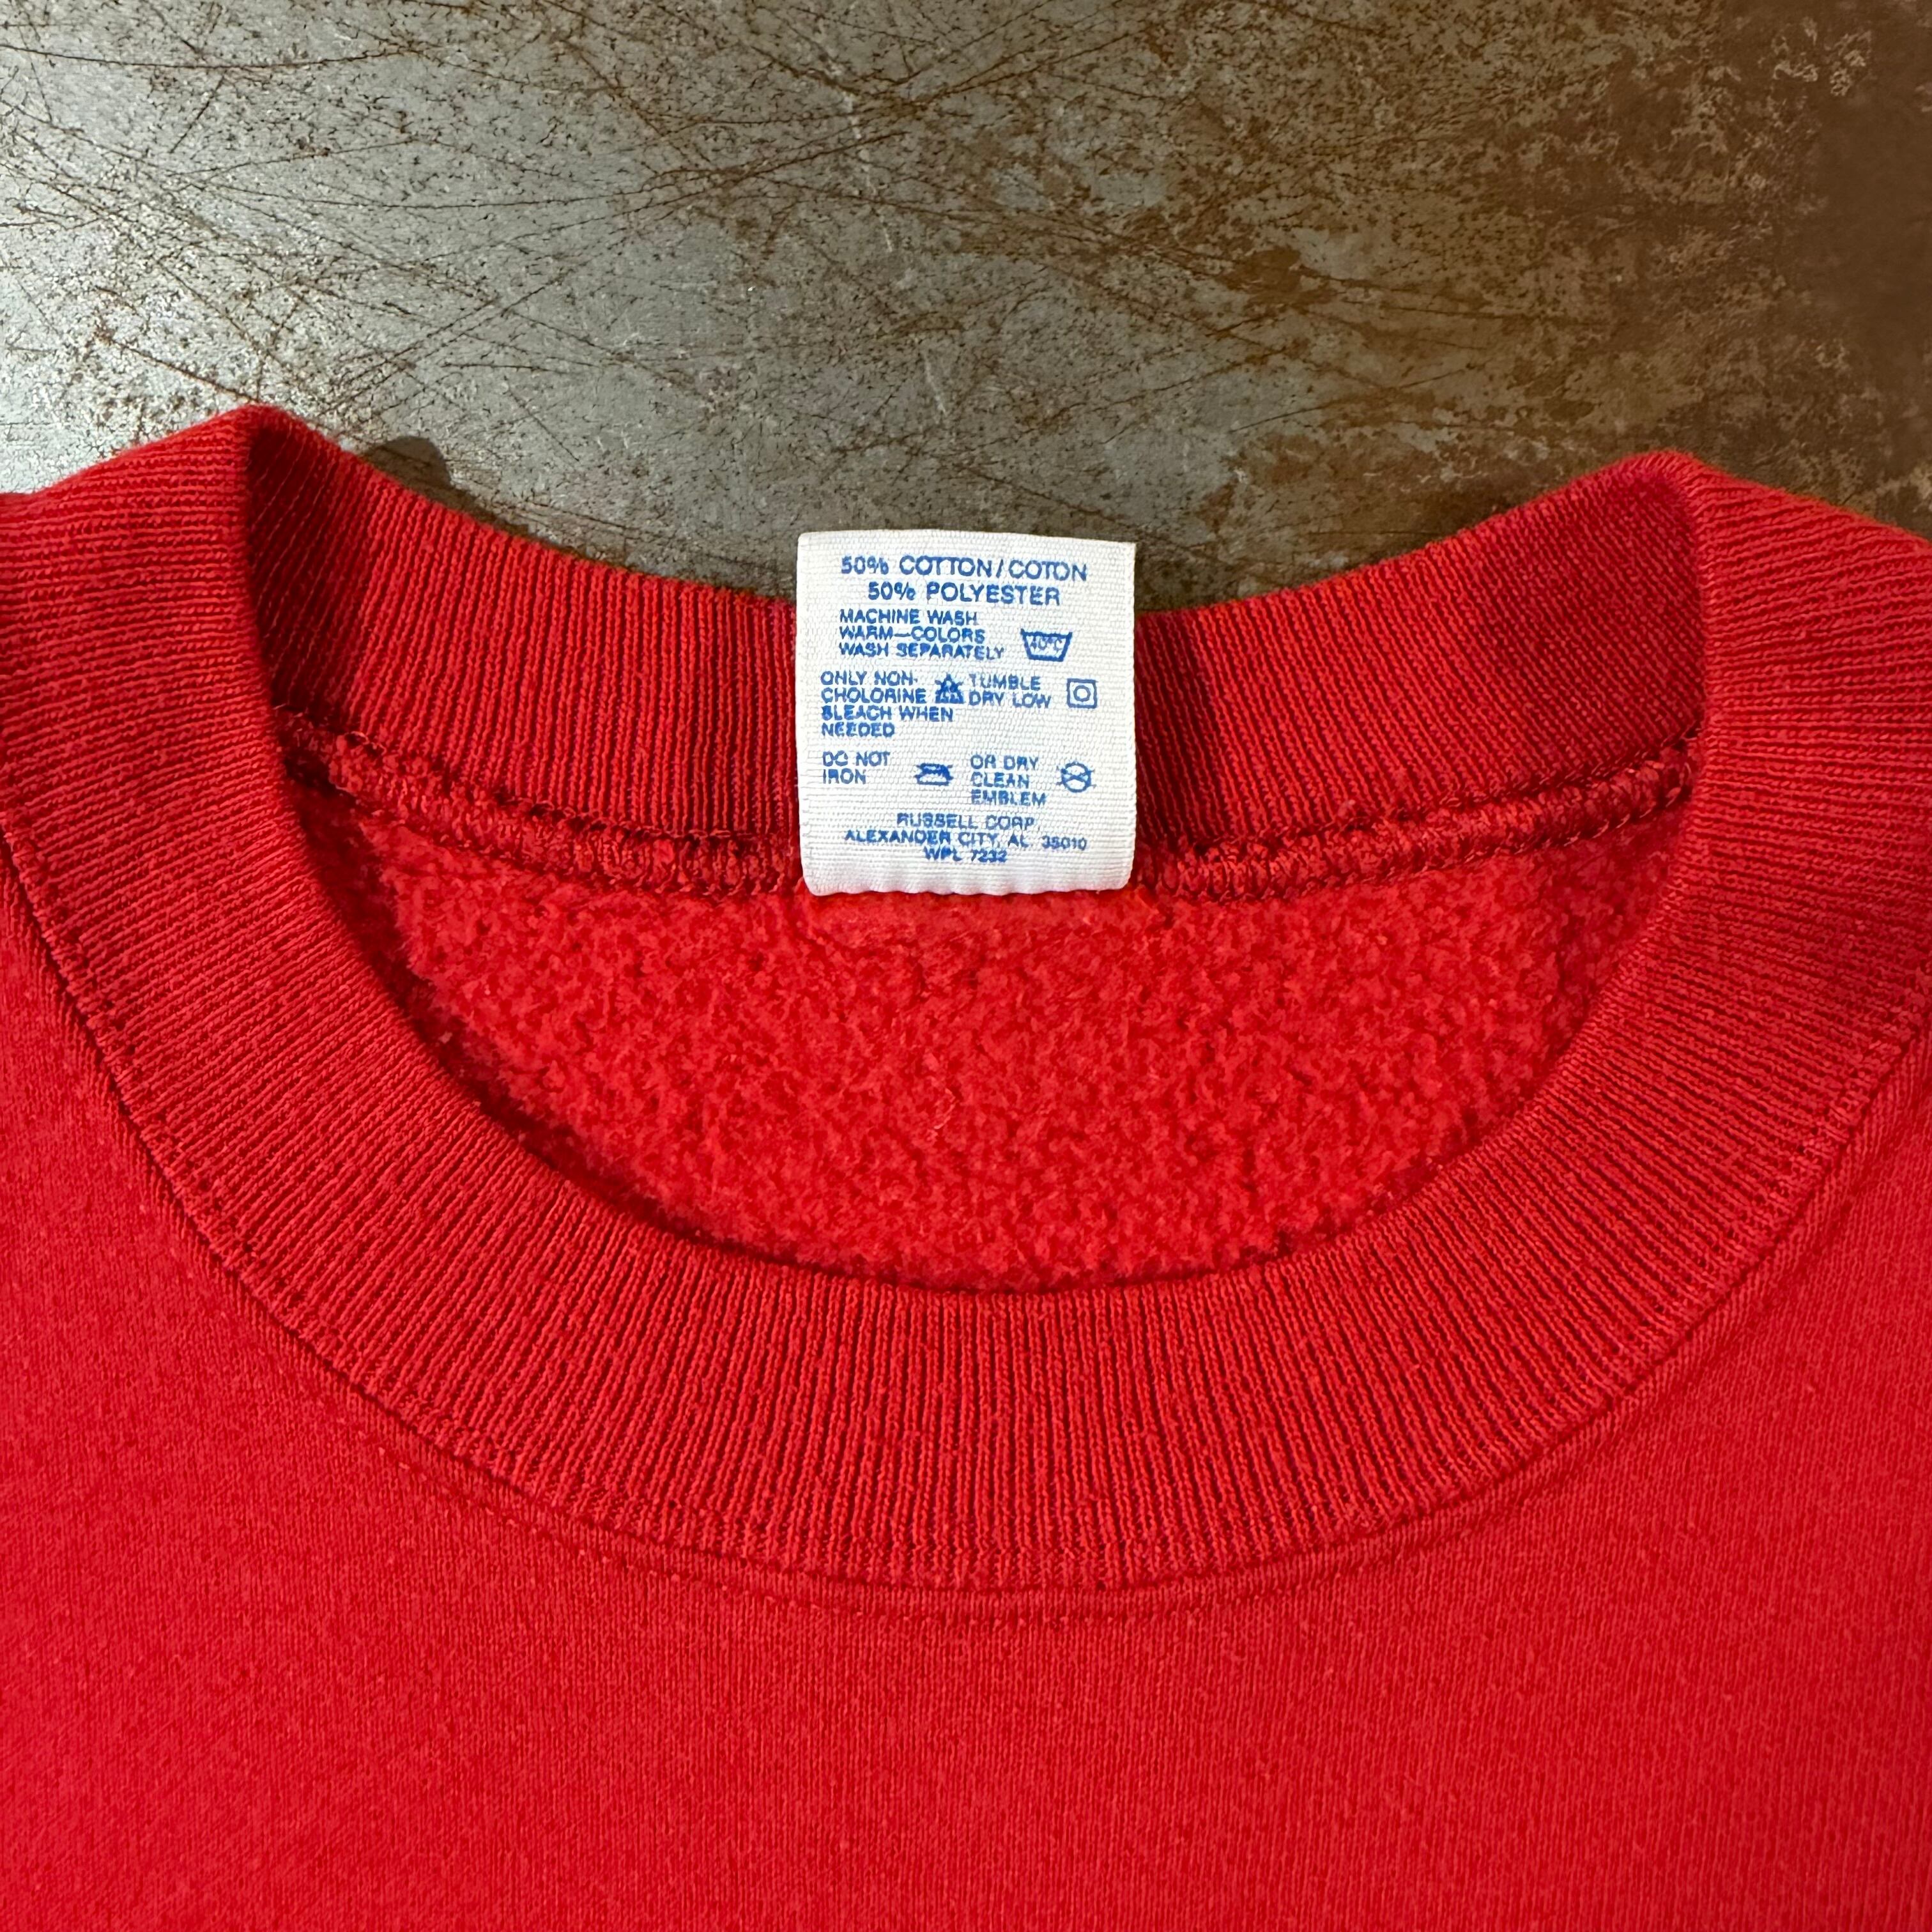 50% COTTON/COTON
50% POLYESTER
MACHINE WASH
WARM—COLORS
WASH SEPARATELY
40°C
ONLY NON-
CHOLORINE
BLEACH WHEN
NEEDED
TUMBLE
DRY LOW
DO NOT
IRON
OR DRY
CLEAN
EMBLEM
RUSSELL CORP.
ALEXANDER CITY, AL 35010
WPL 7232